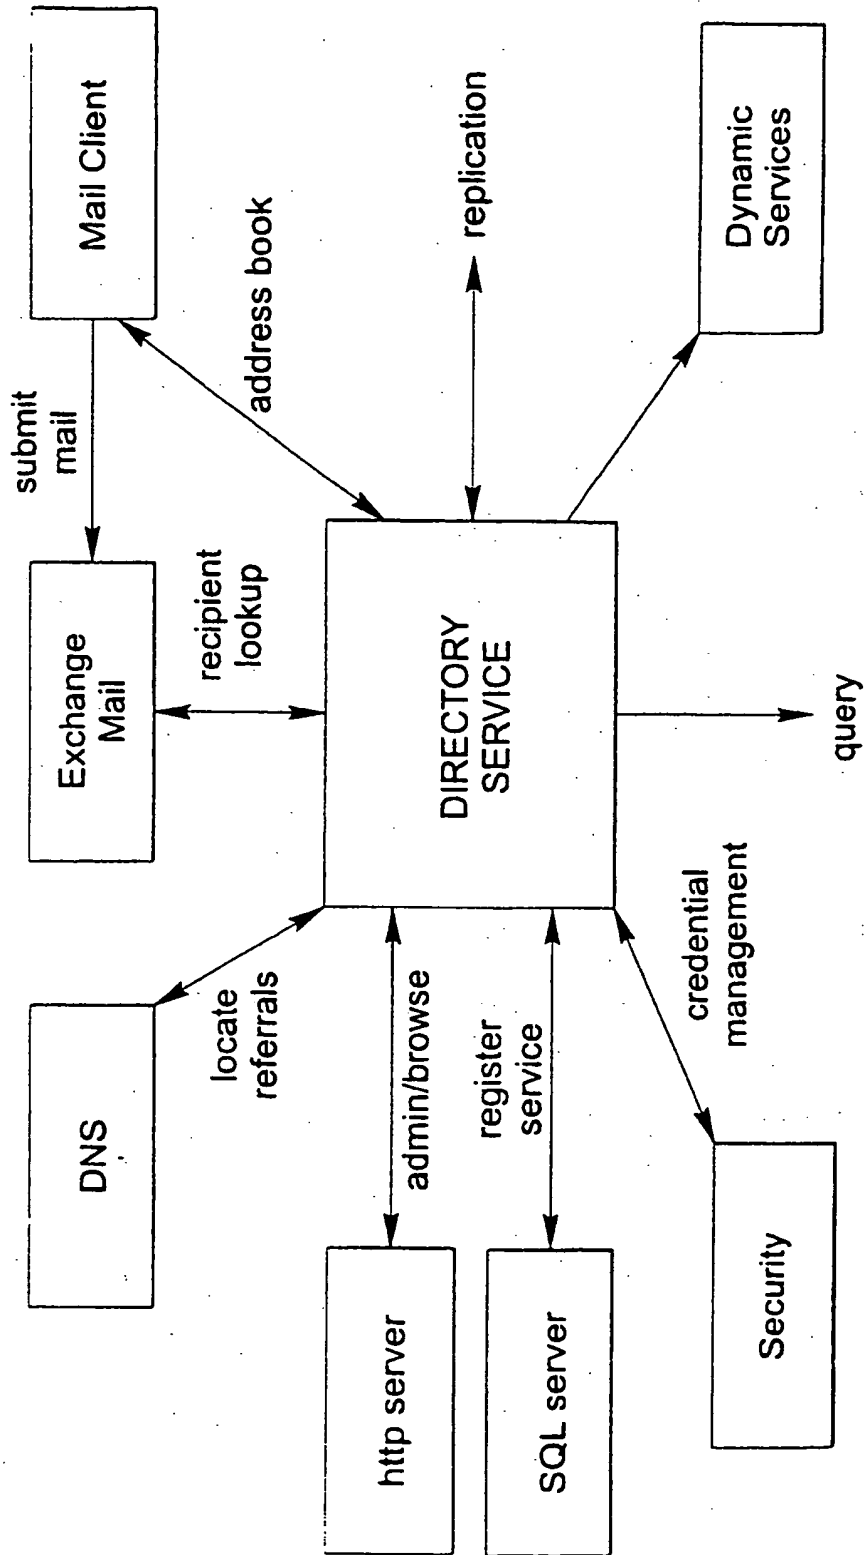 DNS
Exchange
Mail
submit
mail
Mail Client
locate
referrals
recipient
lookup
address book
http server
admin/browse
DIRECTORY
SERVICE
replication
SQL server
register
service
Security
credential
management
query
Dynamic
Services